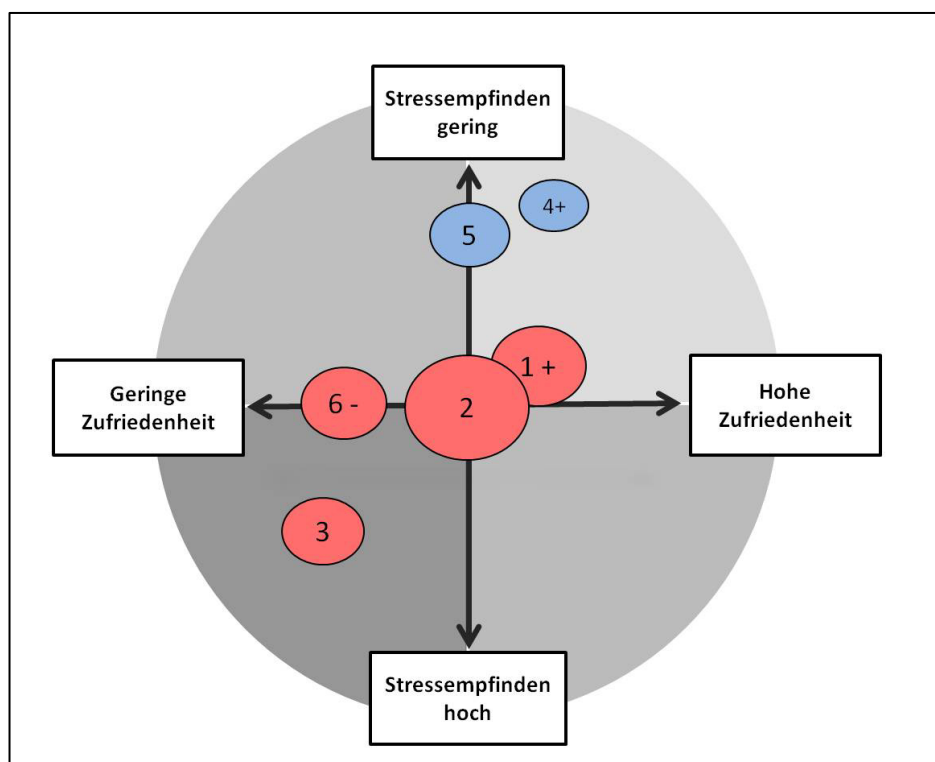 Stressempfinden
gering
4+
5
1 +
Geringe
Zufriedenheit
6 -
2
Hohe
Zufriedenheit
3
Stressempfinden
hoch